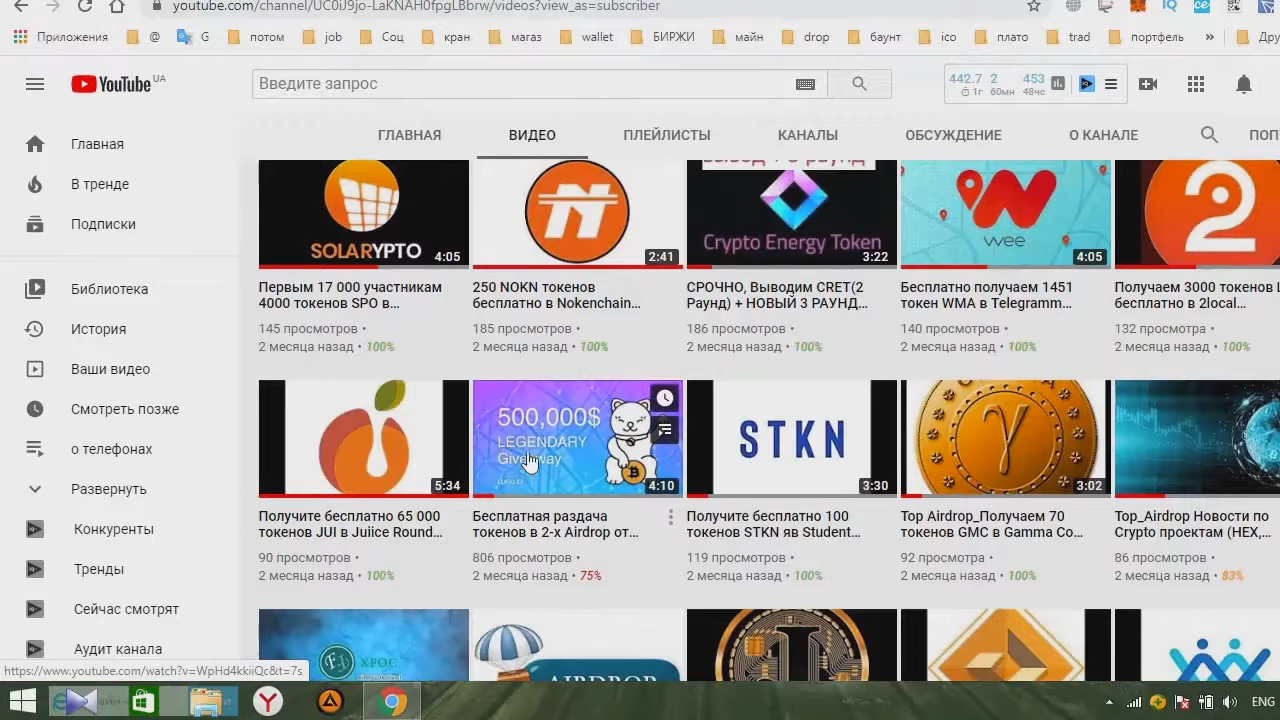 youtube.com/channel/UC0iJ9jo-LaKNAH0fpgLBbrw/videos?view_as=subscriber
Приложения @ G потом job Соц кран магаз wallet БИРЖИ майн drop баунт ico плато trad портфель » Дру
YouTube UA
Введите запрос
442.7 2 453
1г 60мн 48чс
ГЛАВНАЯ ВИДЕО ПЛЕЙЛИСТЫ КАНАЛЫ ОБСУЖДЕНИЕ О КАНАЛЕ ПОП
Главная
В тренде
Подписки
Библиотека
История
Ваши видео
Смотреть позже
о телефонах
Развернуть
Конкуренты
Тренды
Сейчас смотрят
Аудит канала
SOLARYPTO 4:05
Первым 17 000 участникам
4000 токенов SPO в...
145 просмотров •
2 месяца назад • 100%
2:41
250 NOKN токенов
бесплатно в Nokenchain...
185 просмотров •
2 месяца назад • 100%
Crypto Energy Token
3:22
СРОЧНО, Выводим CRET(2
Раунд) + НОВЫЙ 3 РАУНД...
186 просмотров •
2 месяца назад • 100%
wee
4:05
Бесплатно получаем 1451
токен WMA в Telegramm...
140 просмотров •
2 месяца назад • 100%
2
Получаем 3000 токенов L
бесплатно в 2local...
132 просмотра •
2 месяца назад • 100%
5:34
Получите бесплатно 65 000
токенов JUI в Juiice Round...
90 просмотров •
2 месяца назад • 100%
500,000$
LEGENDARY
Giveaway
4:10
Бесплатная раздача
токенов в 2-х Airdrop от...
806 просмотров •
2 месяца назад • 75%
STKN
3:30
Получите бесплатно 100
токенов STKN яв Student...
119 просмотров •
2 месяца назад • 100%
3:02
Top Airdrop_Получаем 70
токенов GMC в Gamma Co...
92 просмотра •
2 месяца назад • 100%
Top_Airdrop Новости по
Crypto проектам (HEX,...
86 просмотров •
2 месяца назад • 83%
XFOC
AIRDROP
https://www.youtube.com/watch?v=WpHd4kkiiQc&t=7s
ENG